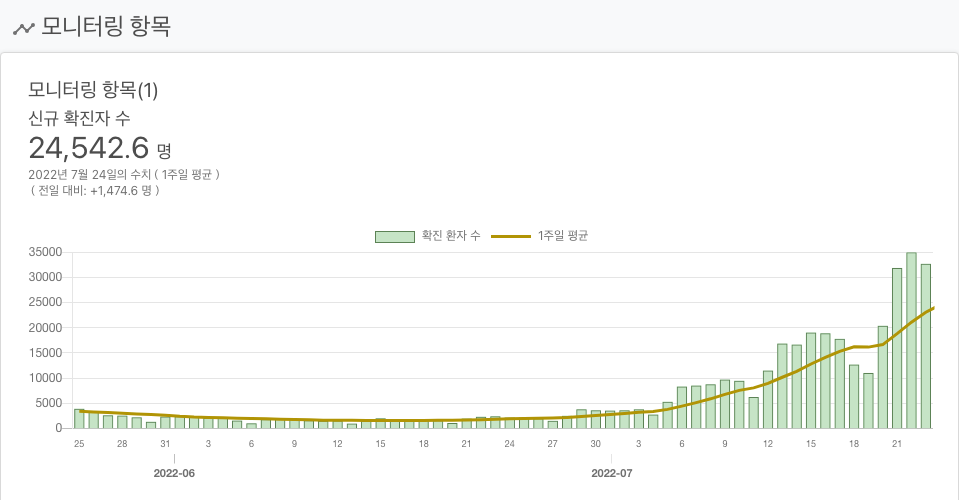 모니터링 항목
모니터링 항목(1)
신규 확진자 수
24,542.6 명
2022년 7월 24일의 수치 ( 1주일 평균 )
( 전일 대비: +1,474.6 명 )
확진 환자 수 1주일 평균
35000
30000
25000
20000
15000
10000
5000
0
25 28 31 3 6 9 12 15 18 21 24 27 30 3 6 9 12 15 18 21
2022-06 2022-07